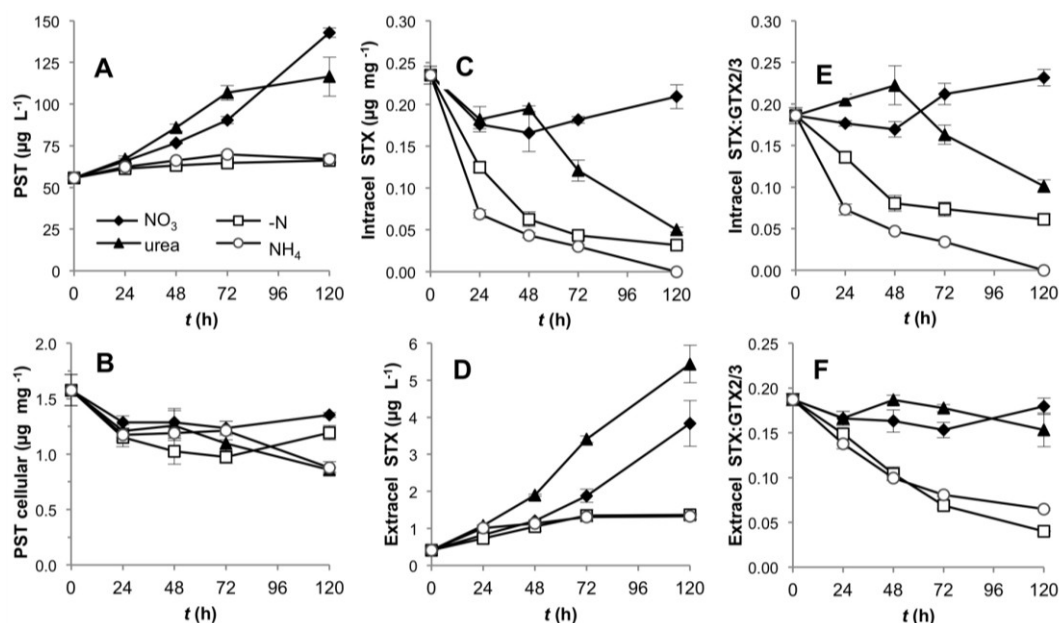 A
PST (µg L-1)
150
125
100
75
50
25
0
NO3
-N
urea
NH4
0 24 48 72 96 120
t (h)
C
Intracel STX (µg mg -1)
0.30
0.25
0.20
0.15
0.10
0.05
0.00
0 24 48 72 96 120
t (h)
E
Intracel STX:GTX2/3
0.30
0.25
0.20
0.15
0.10
0.05
0.00
0 24 48 72 96 120
t (h)
B
PST cellular (µg mg-1)
2.0
1.5
1.0
0.5
0.0
0 24 48 72 96 120
t (h)
D
Extracel STX (µg L-1)
6
5
4
3
2
1
0
0 24 48 72 96 120
t (h)
F
Extracel STX:GTX2/3
0.25
0.20
0.15
0.10
0.05
0.00
0 24 48 72 96 120
t (h)